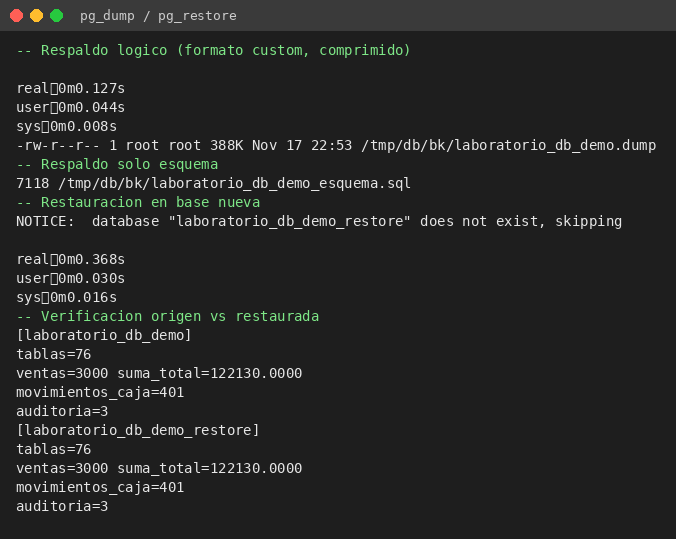 pg_dump / pg_restore
-- Respaldo logico (formato custom, comprimido)
real□0m0.127s
user□0m0.044s
sys□0m0.008s
-rw-r--r-- 1 root root 388K Nov 17 22:53 /tmp/db/bk/laboratorio_db_demo.dump
-- Respaldo solo esquema
7118 /tmp/db/bk/laboratorio_db_demo_esquema.sql
-- Restauracion en base nueva
NOTICE:  database "laboratorio_db_demo_restore" does not exist, skipping
real□0m0.368s
user□0m0.030s
sys□0m0.016s
-- Verificacion origen vs restaurada
[laboratorio_db_demo]
tablas=76
ventas=3000 suma_total=122130.0000
movimientos_caja=401
auditoria=3
[laboratorio_db_demo_restore]
tablas=76
ventas=3000 suma_total=122130.0000
movimientos_caja=401
auditoria=3